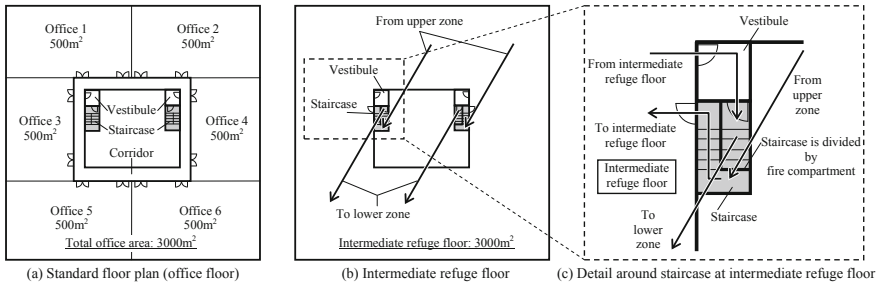 Office 1
500m²
Office 2
500m²
Vestibule
Office 3
500m²
Staircase
Office 4
500m²
Corridor
Office 5
500m²
Office 6
500m²
Total office area: 3000m²
(a) Standard floor plan (office floor)
From upper zone
Vestibule
Staircase
To lower zone
Intermediate refuge floor: 3000m²
(b) Intermediate refuge floor
Vestibule
From intermediate
refuge floor
From
upper
zone
To intermediate
refuge floor
Staircase is divided
by
fire compartment
Intermediate
refuge floor
Staircase
To
lower
zone
(c) Detail around staircase at intermediate refuge floor